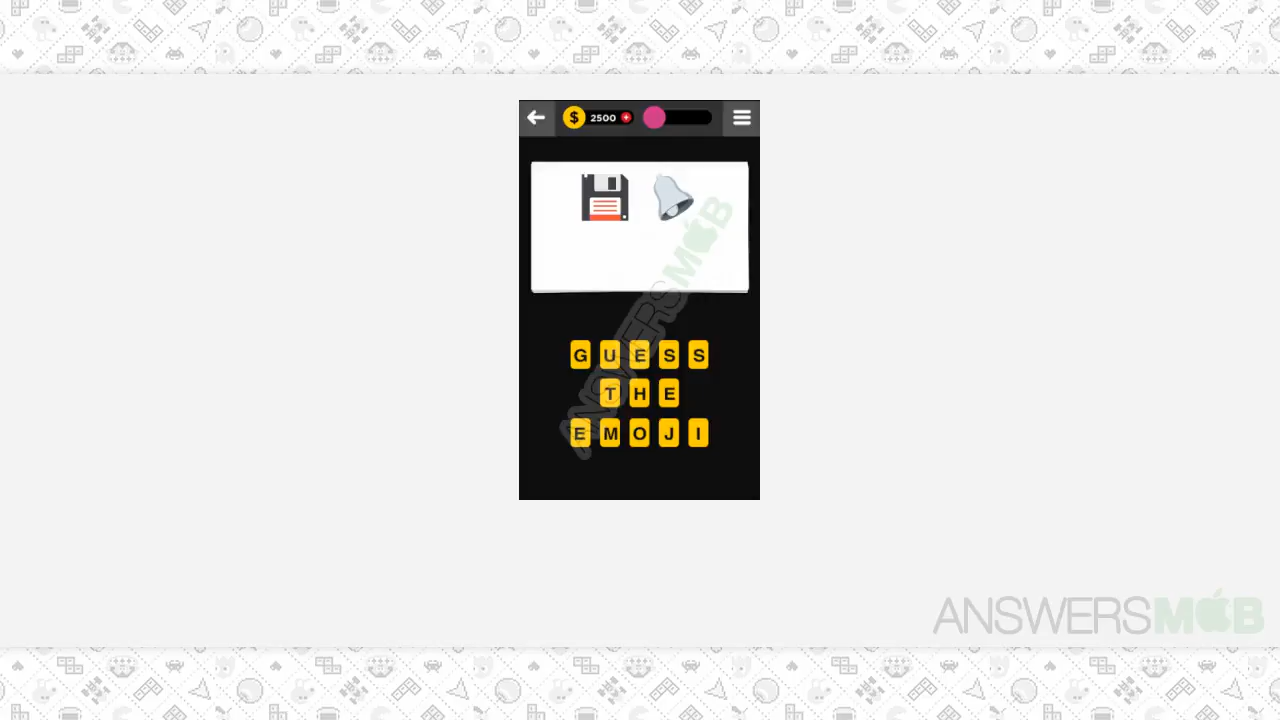 $ 2500 +
ANSWERSMOB
GUESS
THE
EMOJI
ANSWERSMOB